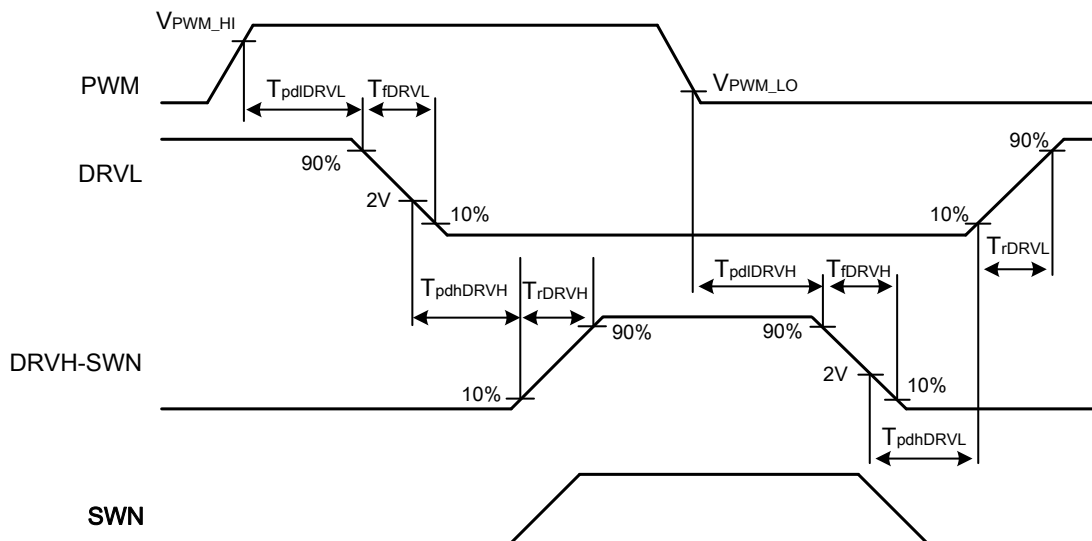 VPWM_HI
PWM
TpdlDRVL
TfDRVL
VPWM_LO
DRVL
90%
2V
10%
90%
10%
TrDRVL
TpdhDRVH
TrDRVH
TpdlDRVH
TfDRVH
DRVH-SWN
10%
90%
90%
2V
10%
TpdhDRVL
SWN